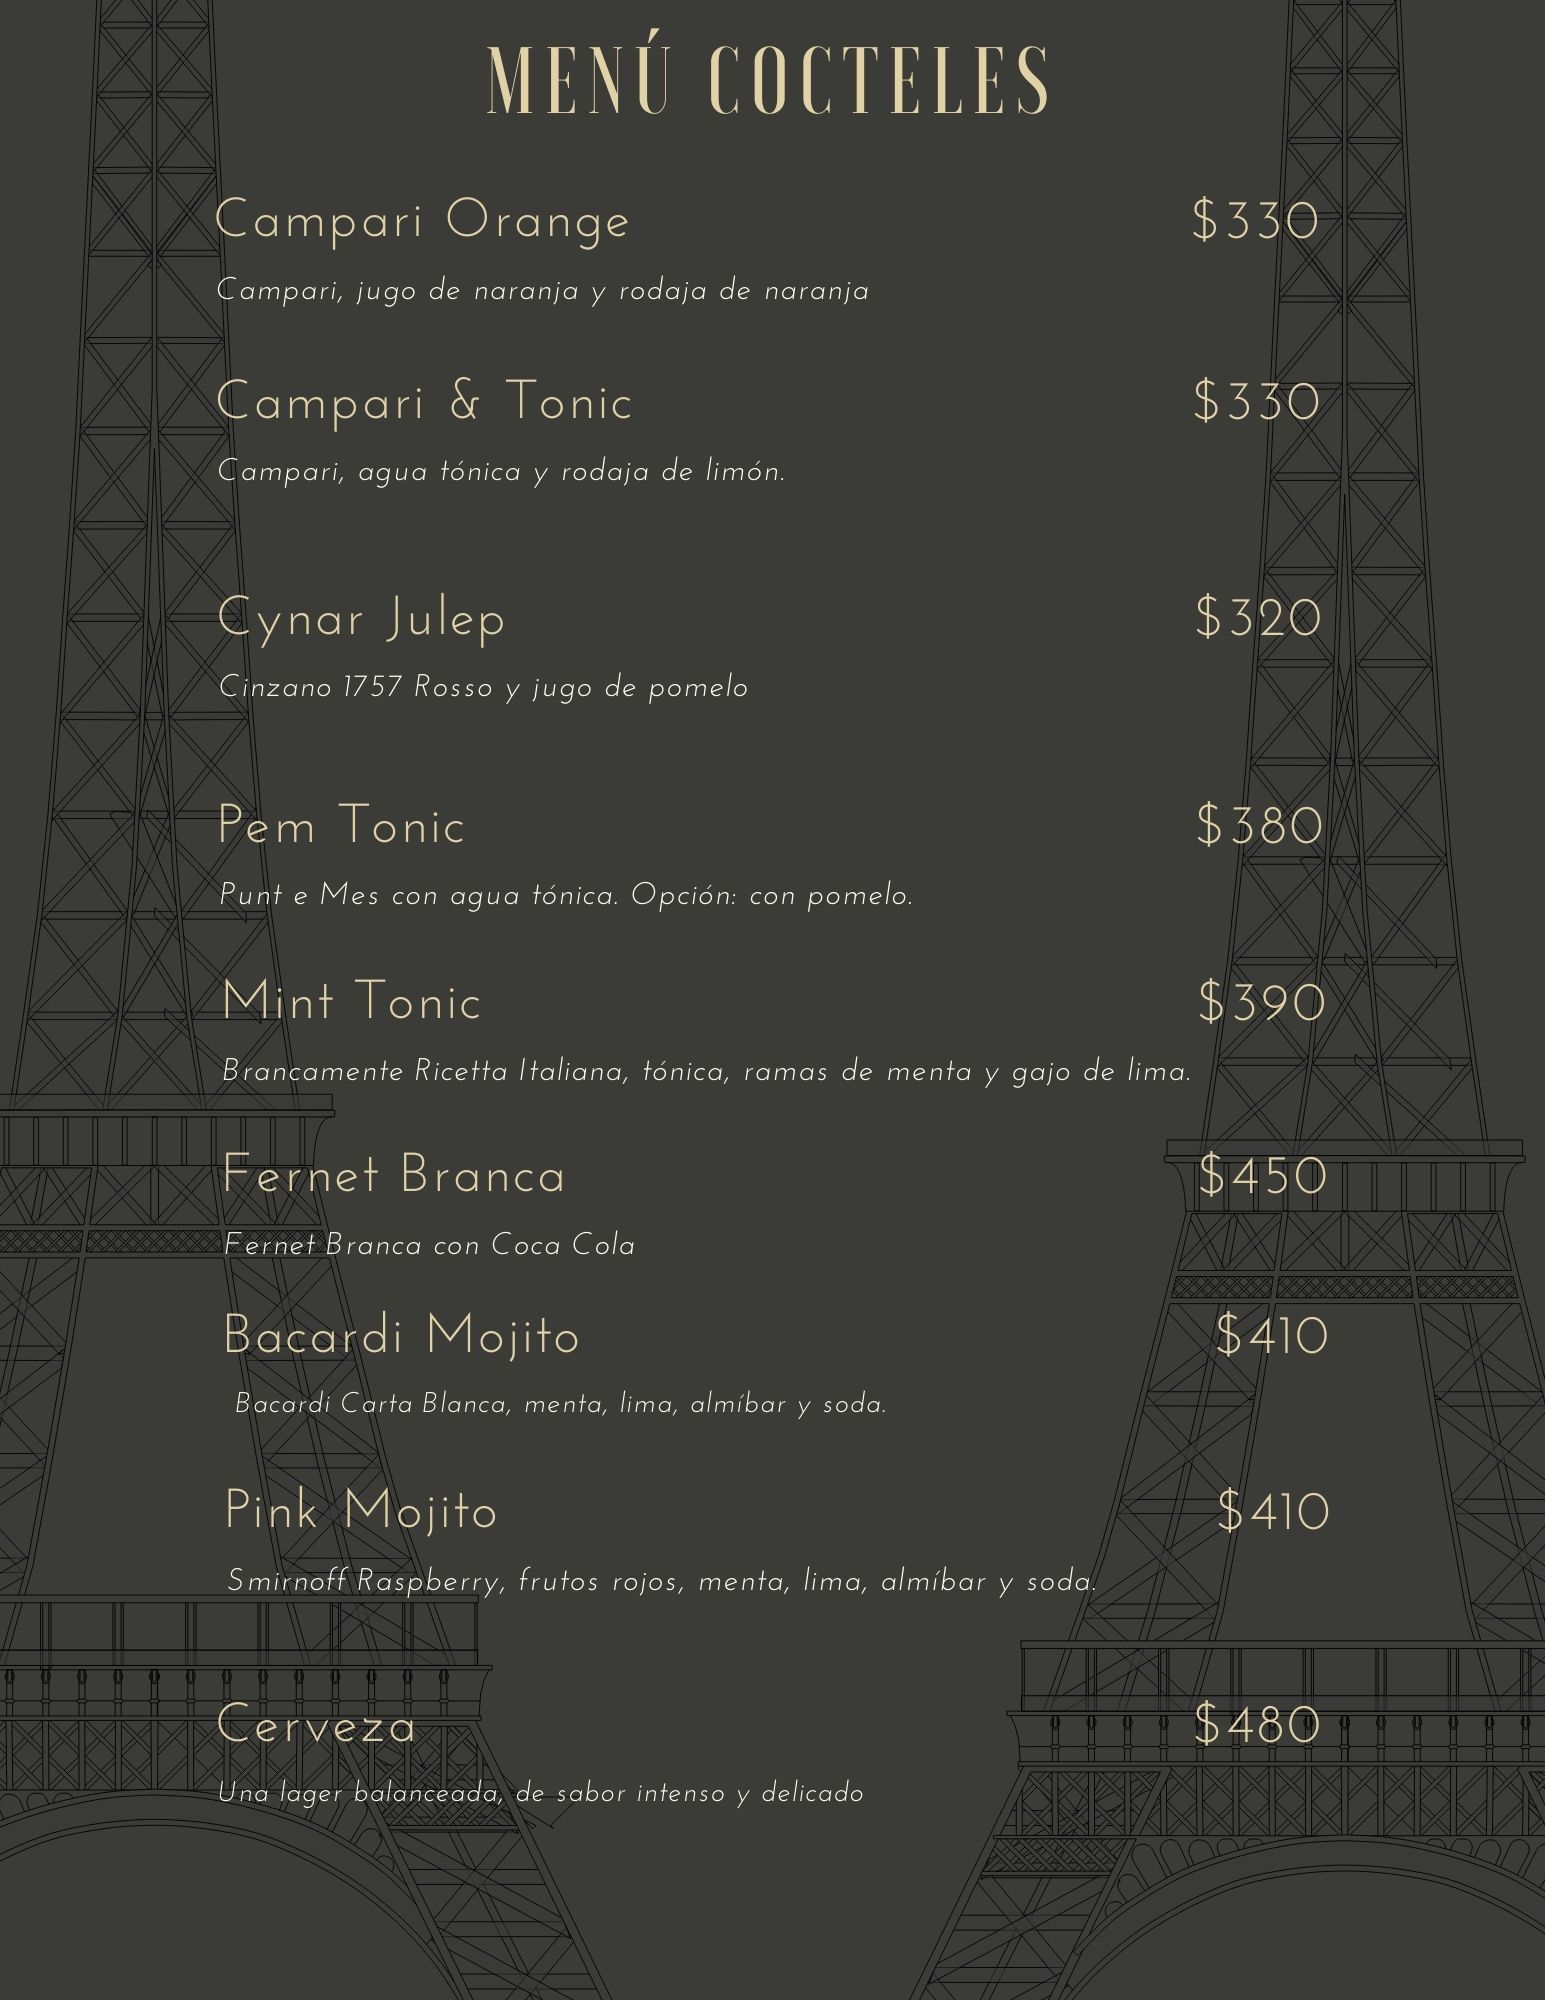 MENÚ COCTELES
Campari Orange $330
Campari, jugo de naranja y rodaja de naranja
Campari & Tonic $330
Campari, agua tónica y rodaja de limón.
Cynar Julep $320
Cinzano 1757 Rosso y jugo de pomelo
Pem Tonic $380
Punt e Mes con agua tónica. Opción: con pomelo.
Mint Tonic $390
Brancamente Ricetta Italiana, tónica, ramas de menta y gajo de lima.
Fernet Branca $450
Fernet Branca con Coca Cola
Bacardi Mojito $410
Bacardi Carta Blanca, menta, lima, almíbar y soda.
Pink Mojito $410
Smirnoff Raspberry, frutos rojos, menta, lima, almíbar y soda.
Cerveza $480
Una lager balanceada, de sabor intenso y delicado